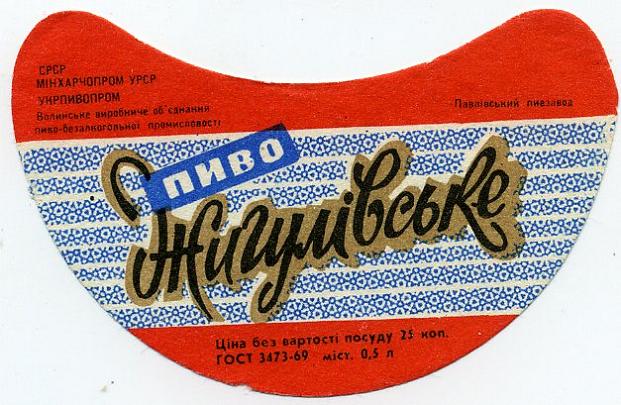 СРСР
МІНХАРЧОПРОМ УРСР
УКРПИВОПРОМ
Волинське виробниче об'єднання
пиво-безалкогольної промисловості
Павлівський пивзавод
ПИВО
Жигулівське
Ціна без вартості посуду 25 коп.
ГОСТ 3473-69 міст. 0,5 л